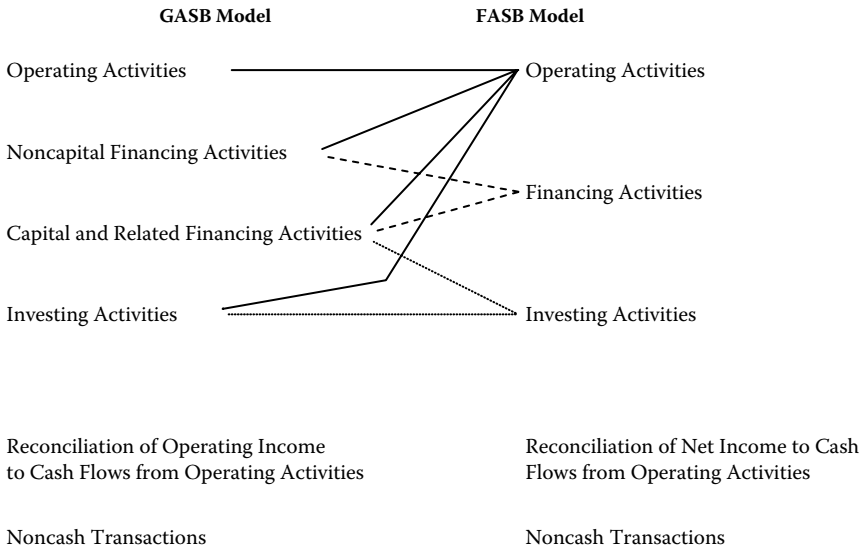 GASB Model FASB Model
Operating Activities Operating Activities
Noncapital Financing Activities
Financing Activities
Capital and Related Financing Activities
Investing Activities Investing Activities
Reconciliation of Operating Income Reconciliation of Net Income to Cash
to Cash Flows from Operating Activities Flows from Operating Activities
Noncash Transactions Noncash Transactions